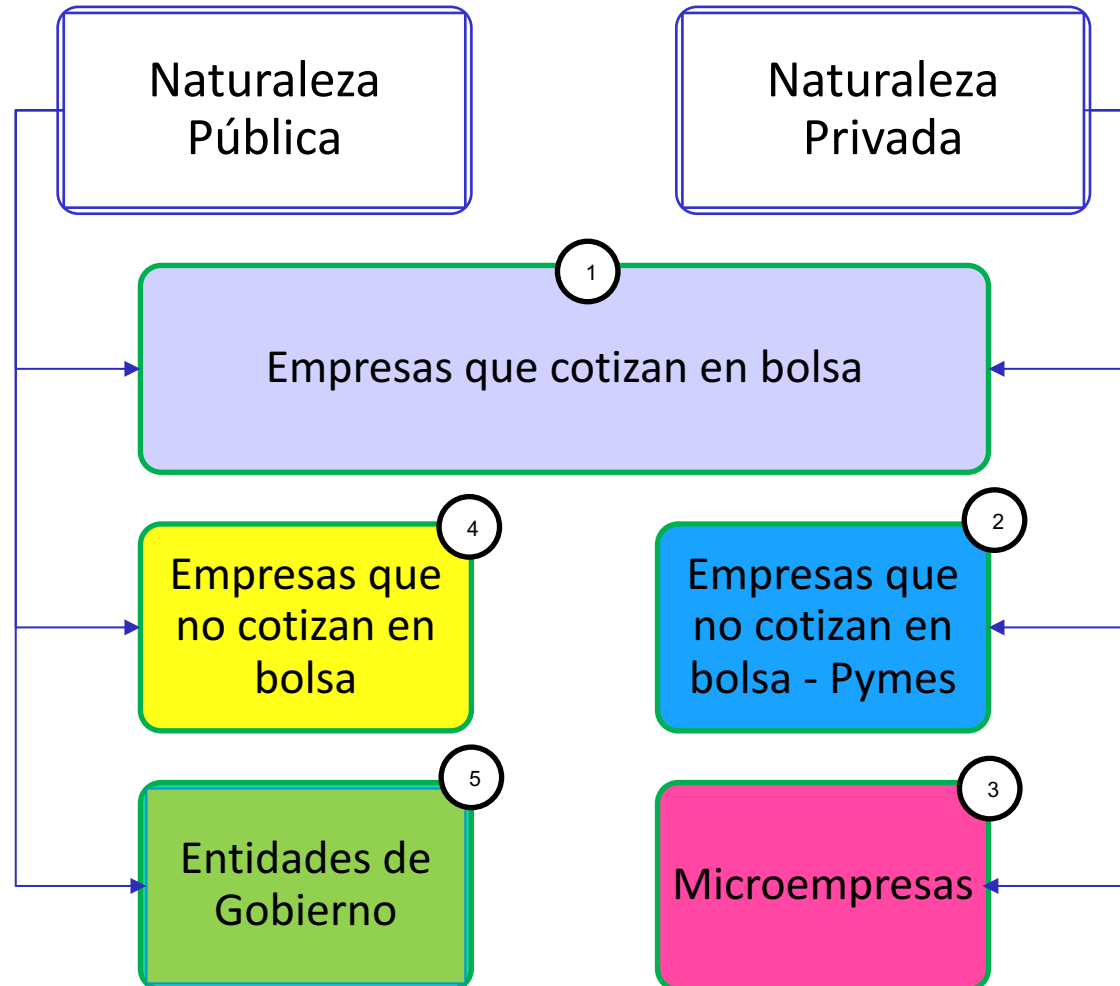 Naturaleza
Pública
Naturaleza
Privada
1
Empresas que cotizan en bolsa
4
Empresas que
no cotizan en
bolsa
2
Empresas que
no cotizan en
bolsa - Pymes
5
Entidades de
Gobierno
3
Microempresas